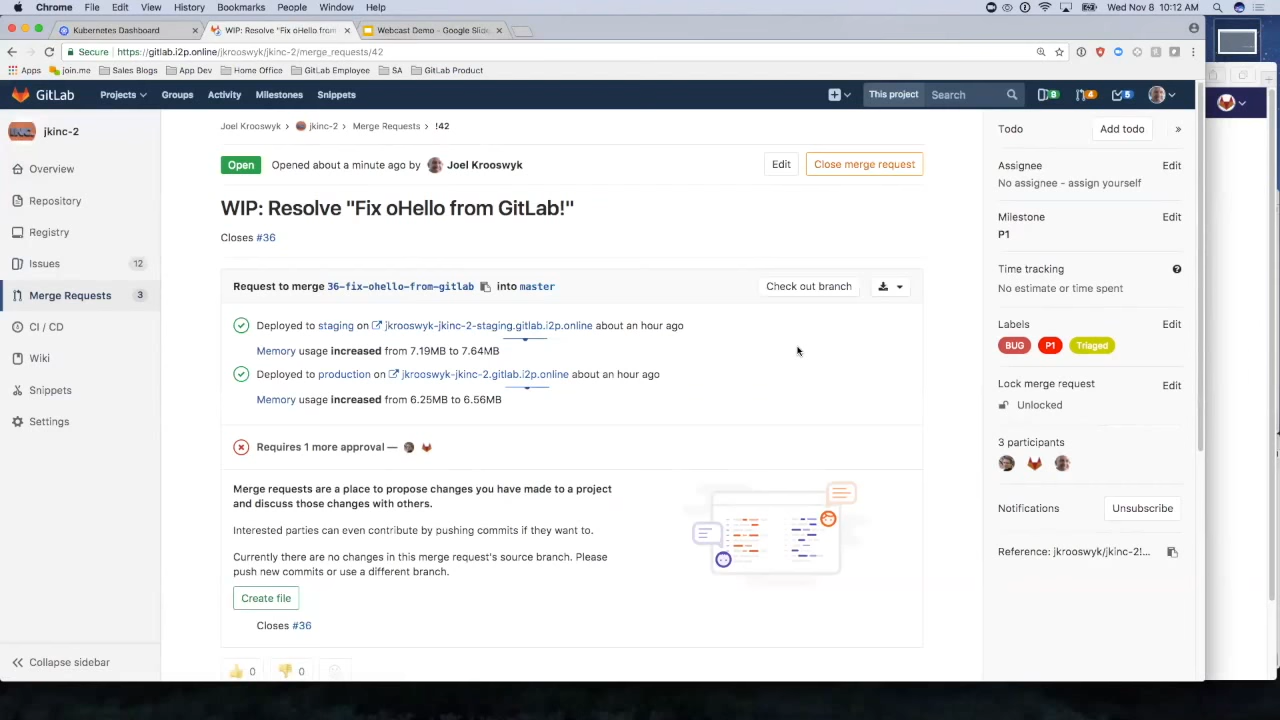 Chrome File Edit View History Bookmarks People Window Help Wed Nov 8 10:12 AM
Kubernetes Dashboard
WIP: Resolve "Fix oHello from
Webcast Demo - Google Slide
Secure https://gitlab.i2p.online/jkrooswyk/jkinc-2/merge_requests/42
Apps join.me Sales Blogs App Dev Home Office GitLab Employee SA GitLab Product
GitLab Projects Groups Activity Milestones Snippets This project Search 9 4 5
jkinc-2
Overview
Repository
Registry
Issues 12
Merge Requests 3
CI / CD
Wiki
Snippets
Settings
Collapse sidebar
Joel Krooswyk > jkinc-2 > Merge Requests > !42
Open Opened about a minute ago by Joel Krooswyk Edit Close merge request
WIP: Resolve "Fix oHello from GitLab!"
Closes #36
Request to merge 36-fix-ohello-from-gitlab into master Check out branch
Deployed to staging on jkrooswyk-jkinc-2-staging.gitlab.i2p.online about an hour ago
Memory usage increased from 7.19MB to 7.64MB
Deployed to production on jkrooswyk-jkinc-2.gitlab.i2p.online about an hour ago
Memory usage increased from 6.25MB to 6.56MB
Requires 1 more approval —
Merge requests are a place to propose changes you have made to a project
and discuss those changes with others.
Interested parties can even contribute by pushing commits if they want to.
Currently there are no changes in this merge request's source branch. Please
push new commits or use a different branch.
Create file
Closes #36
0 0
Todo Add todo »
Assignee Edit
No assignee - assign yourself
Milestone Edit
P1
Time tracking
No estimate or time spent
Labels Edit
BUG P1 Triaged
Lock merge request Edit
Unlocked
3 participants
Notifications Unsubscribe
Reference: jkrooswyk/jkinc-2!...